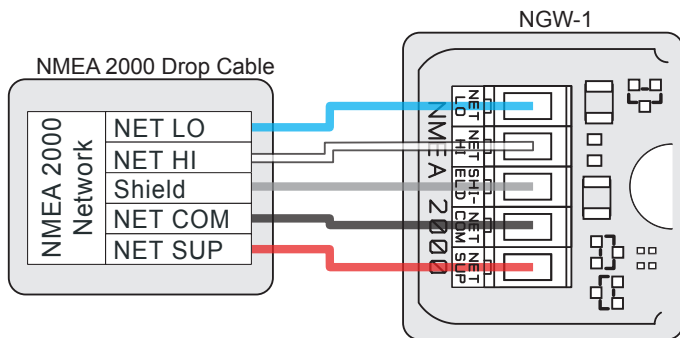 NGW-1
NMEA 2000 Drop Cable
NMEA 2000
Network
NET LO
NET HI
Shield
NET COM
NET SUP
NMEA 2000
NET
LO
NET
HI
SHI-
ELD
NET
COM
NET
SUP